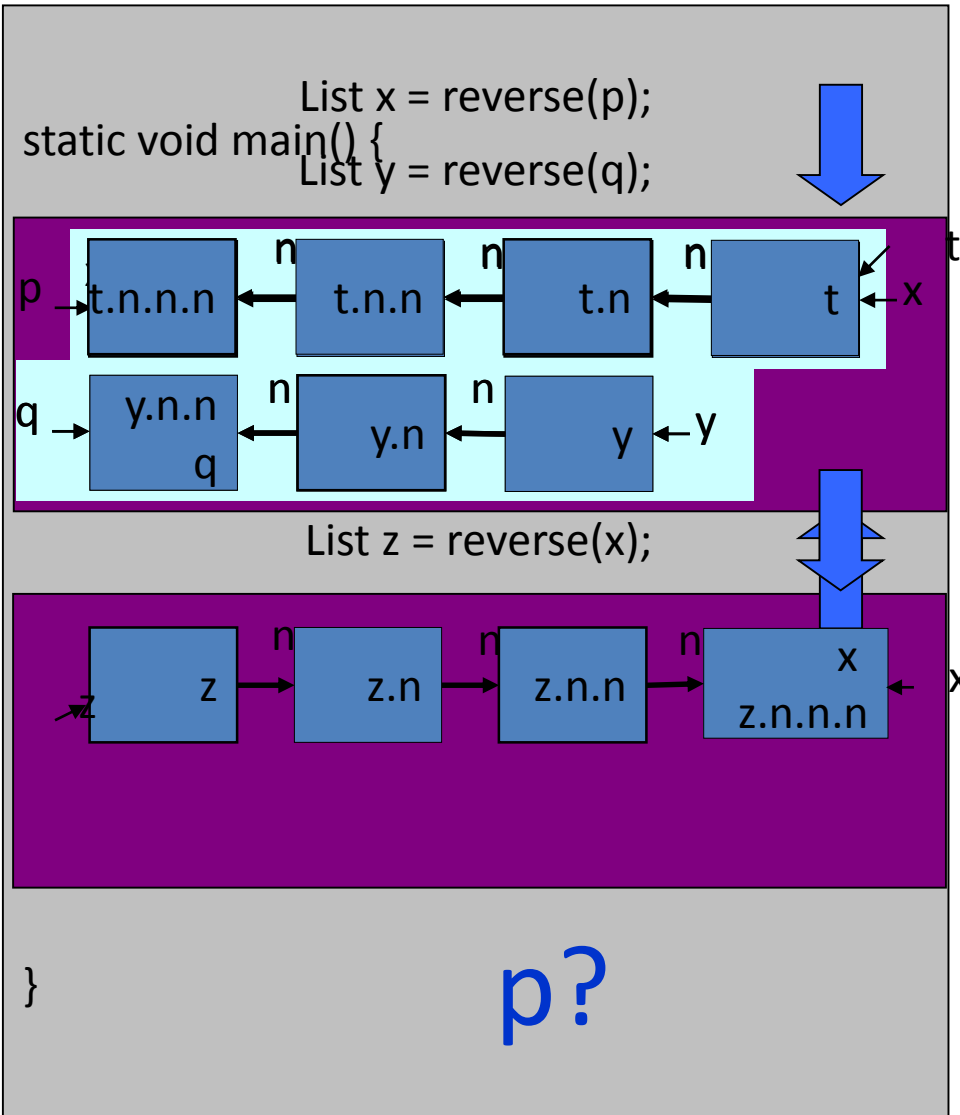 List x = reverse(p);
static void main() {
List y = reverse(q);
n n n t
p t.n.n.n t.n.n t.n t x
n n
q y.n.n y.n y y
q
List z = reverse(x);
n n n x
z z z.n z.n.n x
z.n.n.n
} p?